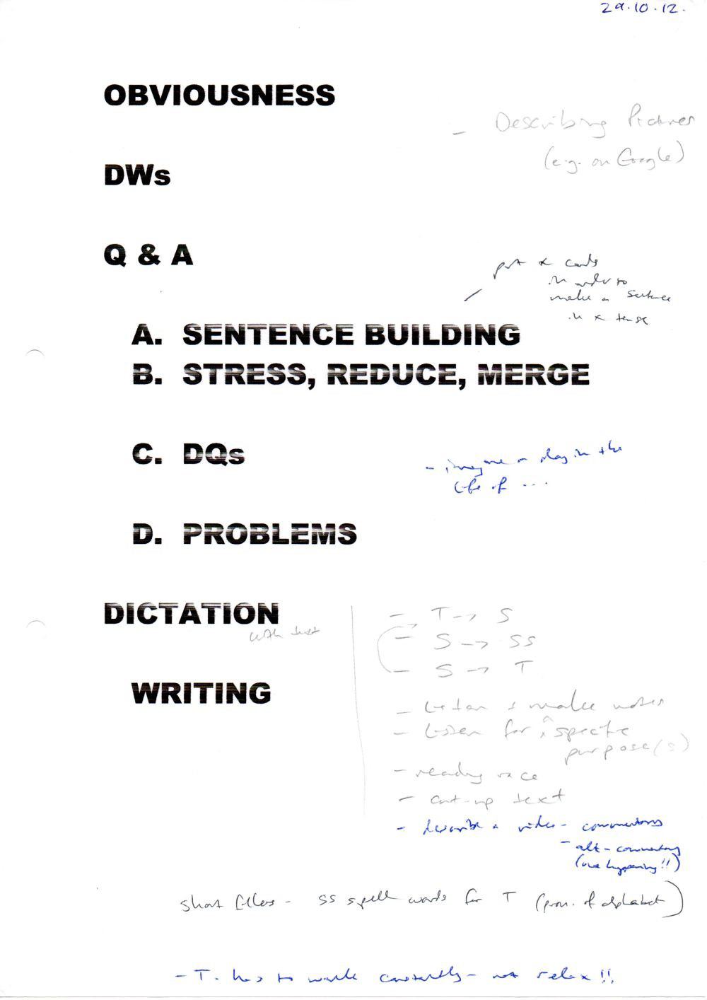 29.10.12.
OBVIOUSNESS
- Describing Pictures
(e.g. on Google)
DWs
Q & A
put x cards
in order to
make a sentence
in x tense
A. SENTENCE BUILDING
B. STRESS, REDUCE, MERGE
C. DQs
- imagine a day in the
life of ...
D. PROBLEMS
DICTATION
with text
- T → S
- S → Ss
- S → T
WRITING
- listen + make notes
- listen for a specific
purpose(s)
- reading race
- cut-up text
- describe a video - commentary
- alt-commentary
(not happening!!)
short fillers - SS spell words for T (pron. of alphabet)
- T. has to work constantly - not relax!!